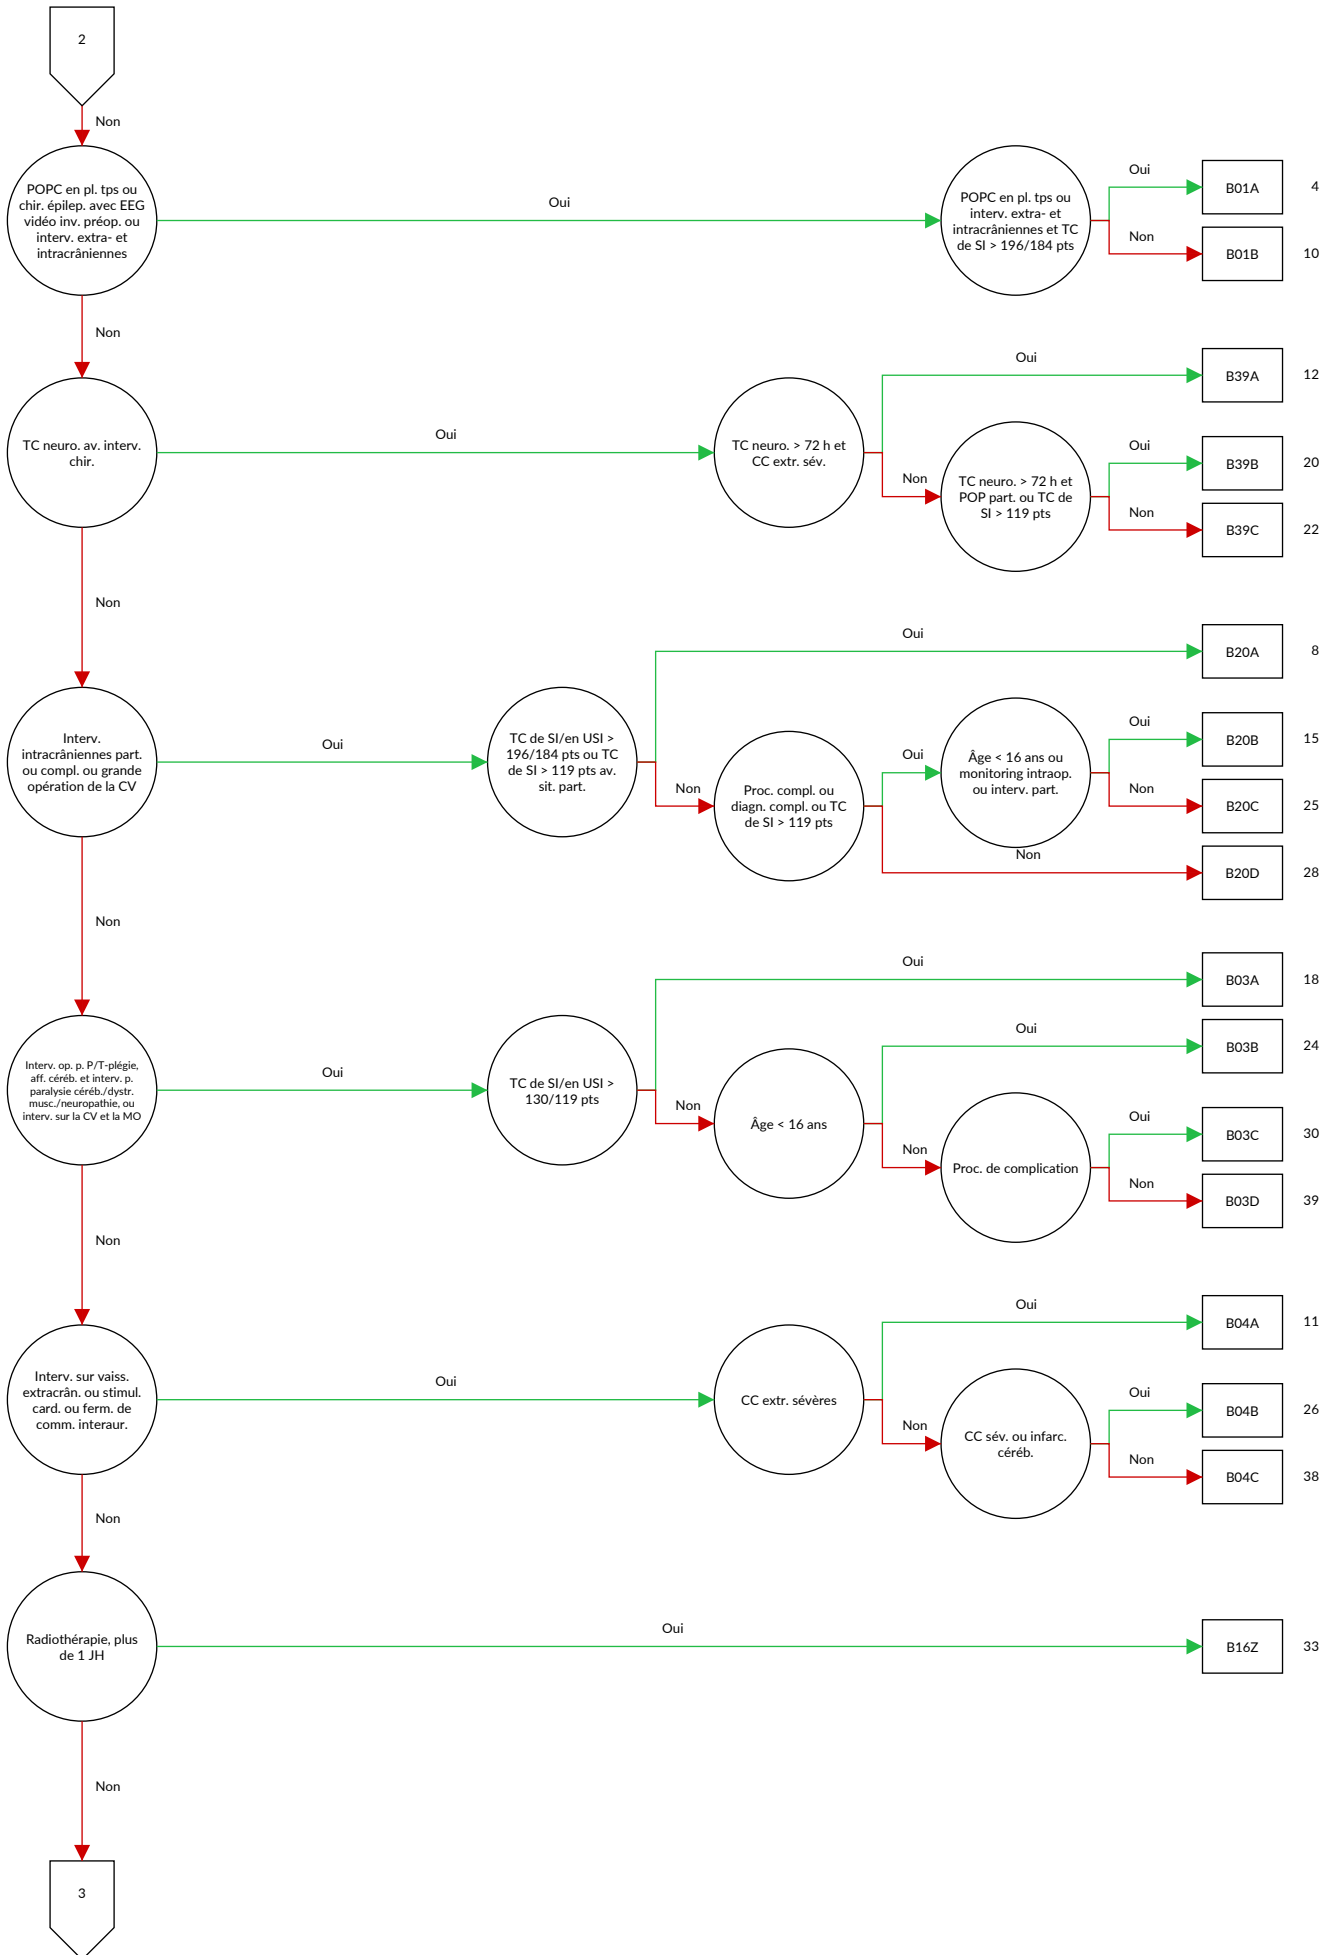 2
Non
POPC en pl. tps ou
chir. épilep. avec EEG
vidéo inv. préop. ou
interv. extra- et
intracrâniennes
Oui
POPC en pl. tps ou
interv. extra- et
intracrâniennes et TC
de SI > 196/184 pts
Oui
B01A
4
Non
B01B
10
Non
TC neuro. av. interv.
chir.
Oui
TC neuro. > 72 h et
CC extr. sév.
Oui
B39A
12
Non
TC neuro. > 72 h et
POP part. ou TC de
SI > 119 pts
Oui
B39B
20
Non
B39C
22
Non
Interv.
intracrâniennes part.
ou compl. ou grande
opération de la CV
Oui
TC de SI/en USI >
196/184 pts ou TC
de SI > 119 pts av.
sit. part.
Oui
B20A
8
Non
Proc. compl. ou
diagn. compl. ou TC
de SI > 119 pts
Oui
Âge < 16 ans ou
monitoring intraop.
ou interv. part.
Oui
B20B
15
Non
B20C
25
Non
B20D
28
Non
Interv. op. p. P/T-plégie,
aff. céréb. et interv. p.
paralysie céréb./dystr.
musc./neuropathie, ou
interv. sur la CV et la MO
Oui
TC de SI/en USI >
130/119 pts
Oui
B03A
18
Non
Âge < 16 ans
Oui
B03B
24
Non
Proc. de complication
Oui
B03C
30
Non
B03D
39
Non
Interv. sur vaiss.
extracrân. ou stimul.
card. ou ferm. de
comm. interaur.
Oui
CC extr. sévères
Oui
B04A
11
Non
CC sév. ou infarc.
céréb.
Oui
B04B
26
Non
B04C
38
Non
Radiothérapie, plus
de 1 JH
Oui
B16Z
33
Non
3